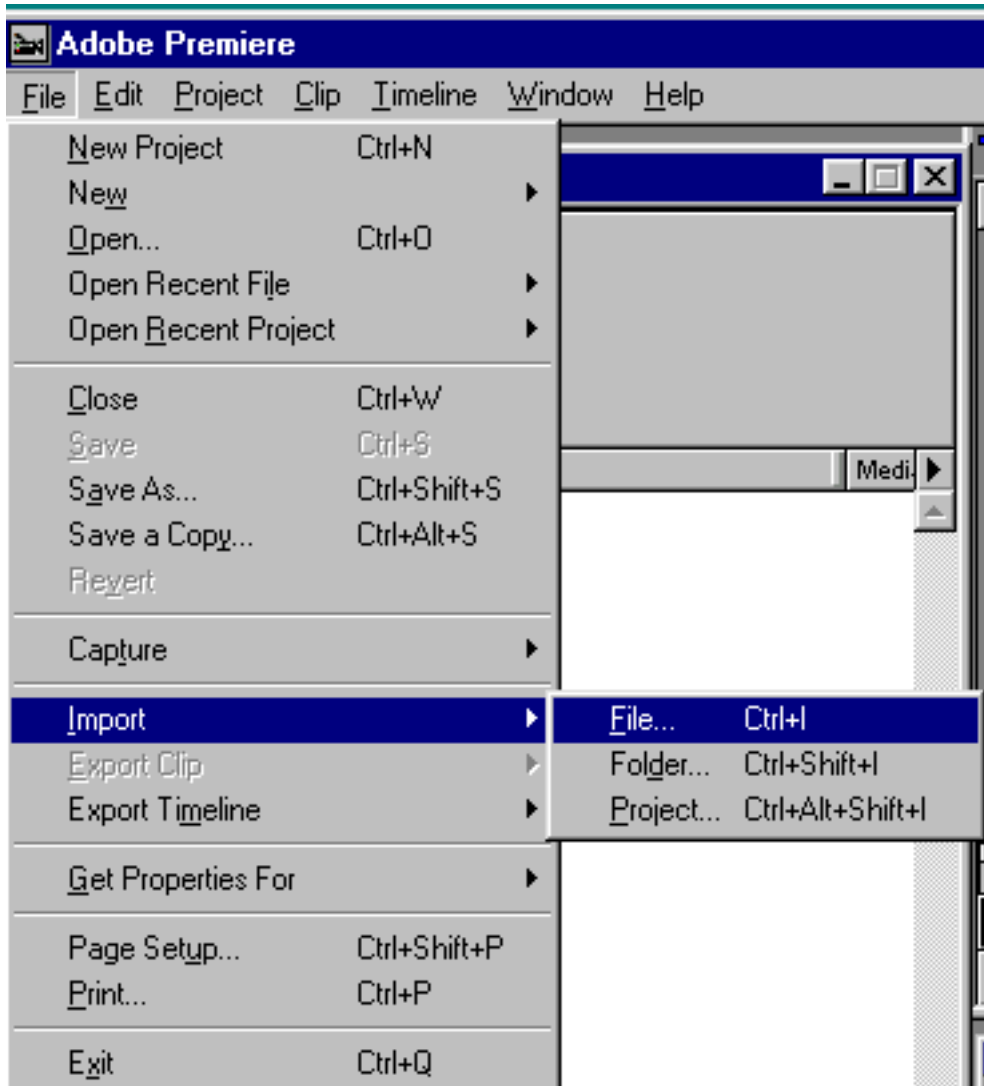 Adobe Premiere
File Edit Project Clip Timeline Window Help
New Project Ctrl+N
New
Open... Ctrl+O
Open Recent File
Open Recent Project
Close Ctrl+W
Save Ctrl+S
Medi
Save As... Ctrl+Shift+S
Save a Copy... Ctrl+Alt+S
Revert
Capture
Import
File... Ctrl+I
Export Clip
Folder... Ctrl+Shift+I
Export Timeline
Project... Ctrl+Alt+Shift+I
Get Properties For
Page Setup... Ctrl+Shift+P
Print... Ctrl+P
Exit Ctrl+Q